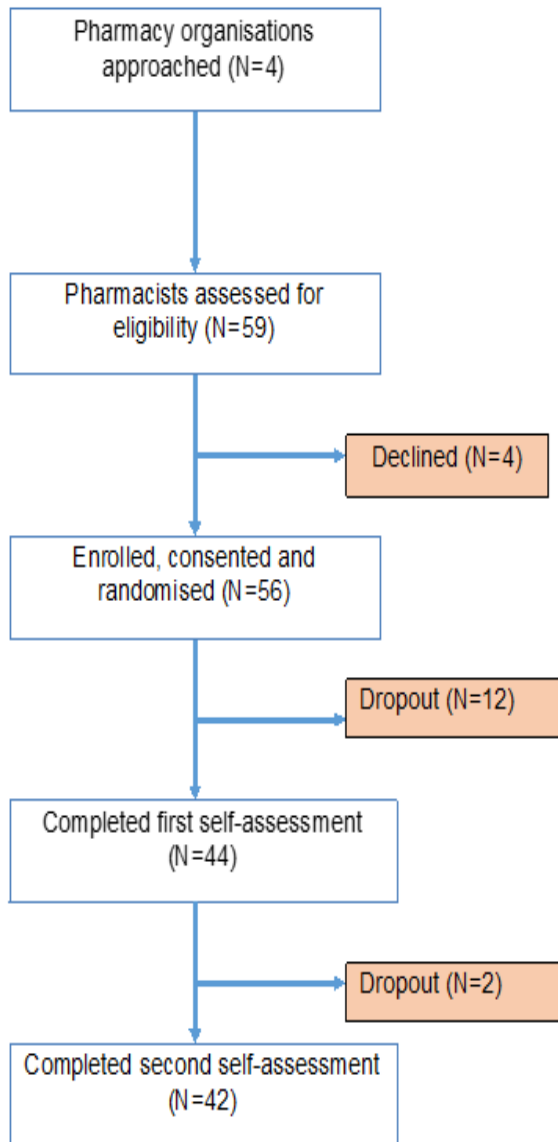 Pharmacy organisations
approached (N=4)
Pharmacists assessed for
eligibility (N=59)
Declined (N=4)
Enrolled, consented and
randomised (N=56)
Dropout (N=12)
Completed first self-assessment
(N=44)
Dropout (N=2)
Completed second self-assessment
(N=42)